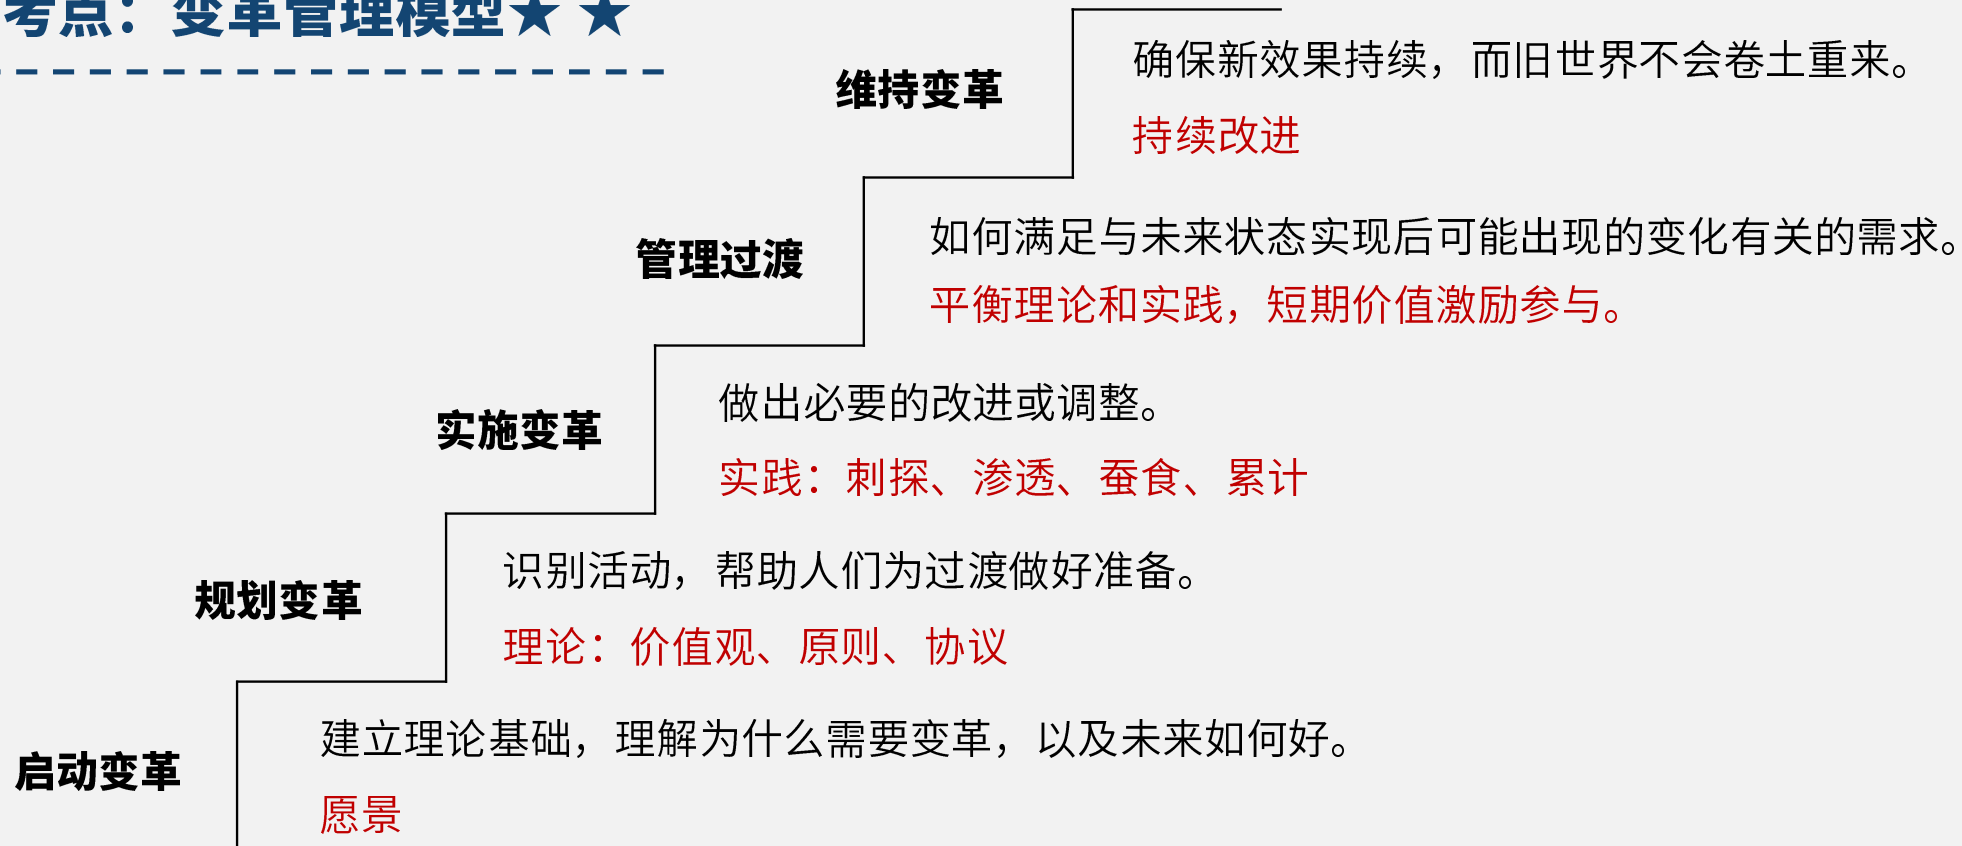 考点：变革管理模型★ ★
维持变革
确保新效果持续，而旧世界不会卷土重来。
持续改进
管理过渡
如何满足与未来状态实现后可能出现的变化有关的需求。
平衡理论和实践，短期价值激励参与。
实施变革
做出必要的改进或调整。
实践：刺探、渗透、蚕食、累计
规划变革
识别活动，帮助人们为过渡做好准备。
理论：价值观、原则、协议
启动变革
建立理论基础，理解为什么需要变革，以及未来如何好。
愿景